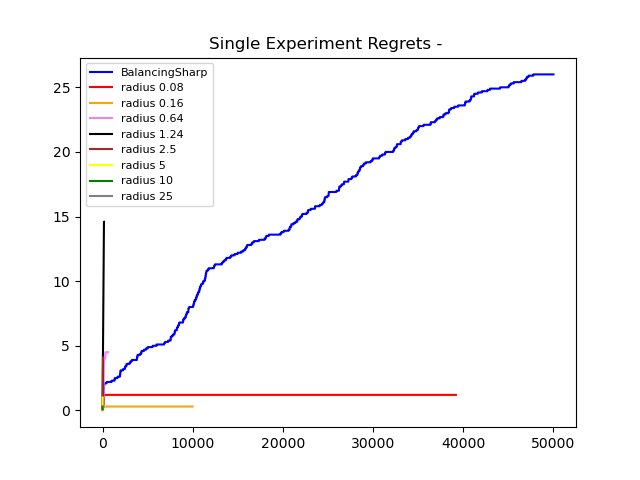 Single Experiment Regrets -
BalancingSharp
radius 0.08
radius 0.16
radius 0.64
radius 1.24
radius 2.5
radius 5
radius 10
radius 25
25
20
15
10
5
0
0 10000 20000 30000 40000 50000